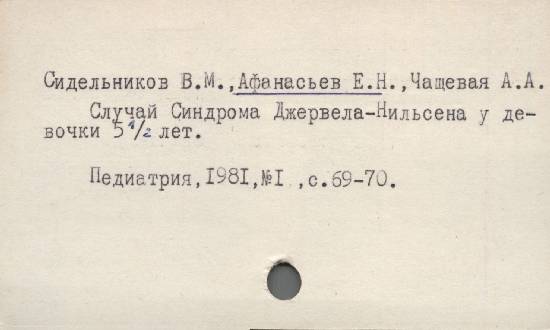 Сидельников В.М.,Афанасьев Е.Н.,Чащевая А.А.
Случай Синдрома Джервела-Нильсена у де-
вочки 5 1/2 лет.
Педиатрия,1981,№1 ,с.69-70.